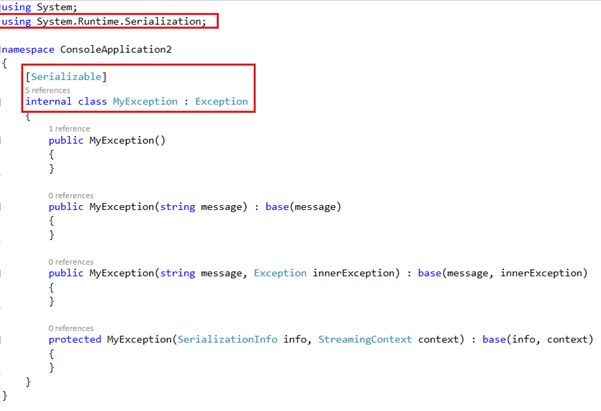 using System;
using System.Runtime.Serialization;
namespace ConsoleApplication2
{
[Serializable]
5 references
internal class MyException : Exception
{
1 reference
public MyException()
{
}
0 references
public MyException(string message) : base(message)
{
}
0 references
public MyException(string message, Exception innerException) : base(message, innerException)
{
}
0 references
protected MyException(SerializationInfo info, StreamingContext context) : base(info, context)
{
}
}
}